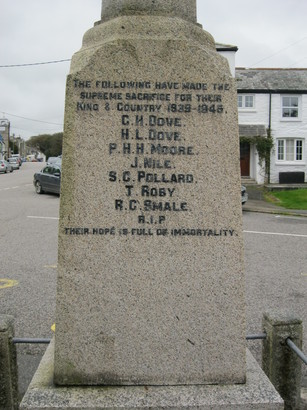 The following have made the
supreme sacrifice for their
King & Country 1939-1945
C. H. Dove.
H. L. Dove.
P. H. H. Moore.
J. Nile.
S. C. Pollard.
T. Roby.
R. C. Smale.
R.I.P
Their hope is full of immortality.